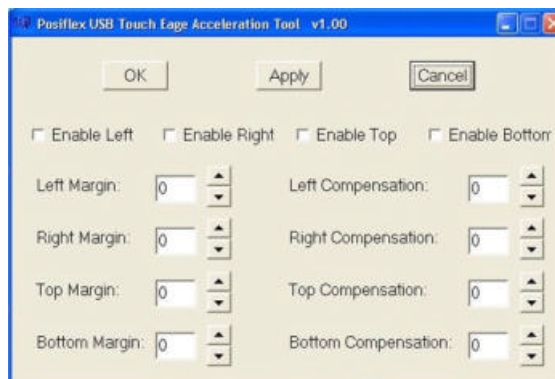 Posiflex USB Touch Eage Acceleration Tool v1.00
OK Apply Cancel
Enable Left Enable Right Enable Top Enable Bottom
Left Margin: 0 Left Compensation: 0
Right Margin: 0 Right Compensation: 0
Top Margin: 0 Top Compensation: 0
Bottom Margin: 0 Bottom Compensation: 0